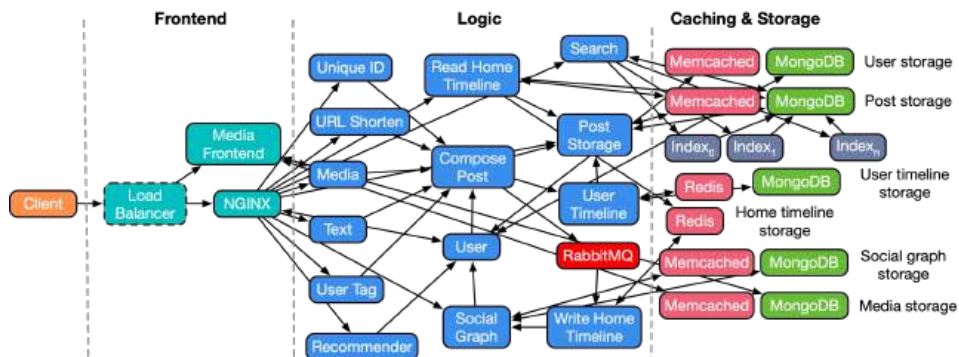 Frontend
Logic
Caching & Storage
Client
Load
Balancer
Media
Frontend
NGINX
Unique ID
URL Shorten
Media
Text
User Tag
Recommender
Read Home
Timeline
Compose
Post
User
Social
Graph
Search
Post
Storage
User
Timeline
RabbitMQ
Write Home
Timeline
Memcached
MongoDB
User storage
Memcached
MongoDB
Post storage
Index0
Index1
Indexn
Redis
MongoDB
User timeline
storage
Redis
Home timeline
storage
Memcached
MongoDB
Social graph
storage
Memcached
MongoDB
Media storage